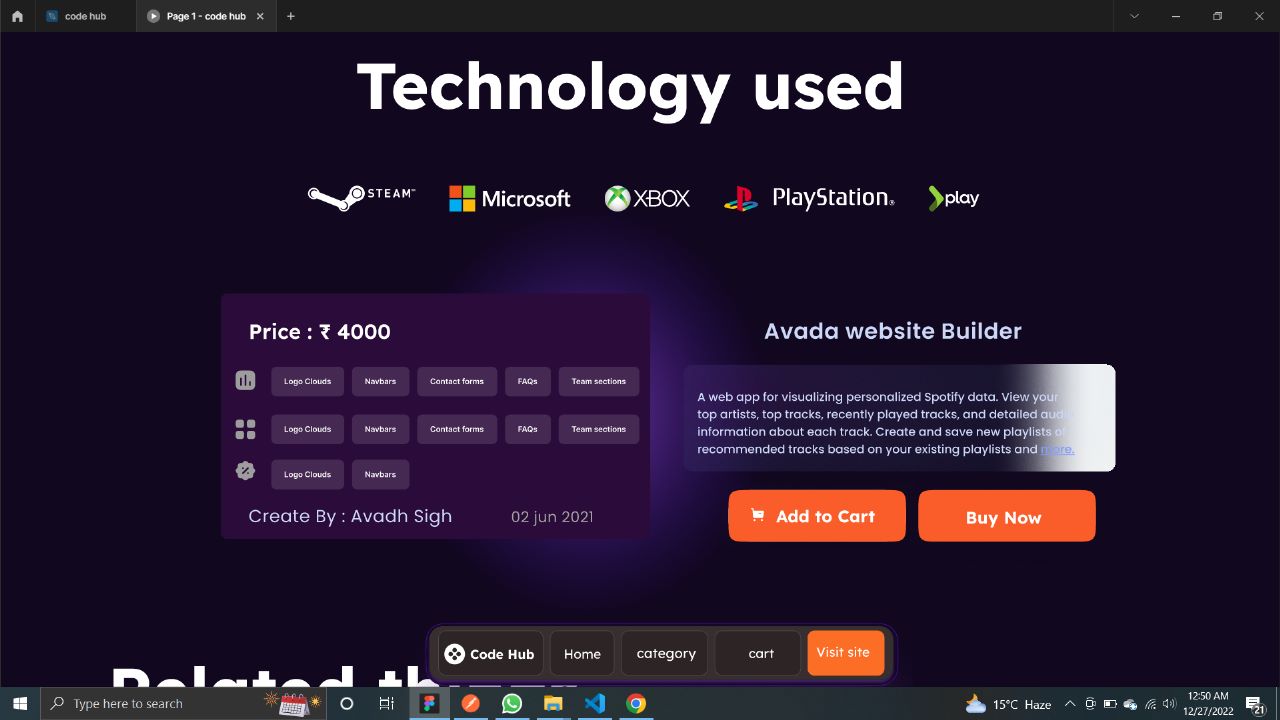 code hub
Page 1 - code hub
Technology used
STEAM™
Microsoft
XBOX
PlayStation®
play
Price : ₹ 4000
Logo Clouds Navbars Contact forms FAQs Team sections
Logo Clouds Navbars Contact forms FAQs Team sections
Logo Clouds Navbars
Create By : Avadh Sigh 02 jun 2021
Avada website Builder
A web app for visualizing personalized Spotify data. View your
top artists, top tracks, recently played tracks, and detailed audio
information about each track. Create and save new playlists of
recommended tracks based on your existing playlists and more.
Add to Cart
Buy Now
Code Hub Home category cart Visit site
Related
Type here to search
15°C Haze
12:50 AM
12/27/2022
21